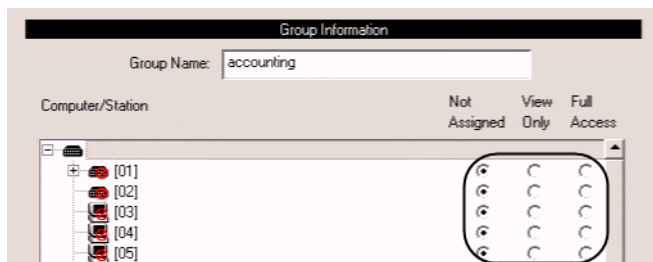 Group Information
Group Name: accounting
Computer/Station Not Assigned View Only Full Access
[01]
[02]
[03]
[04]
[05]